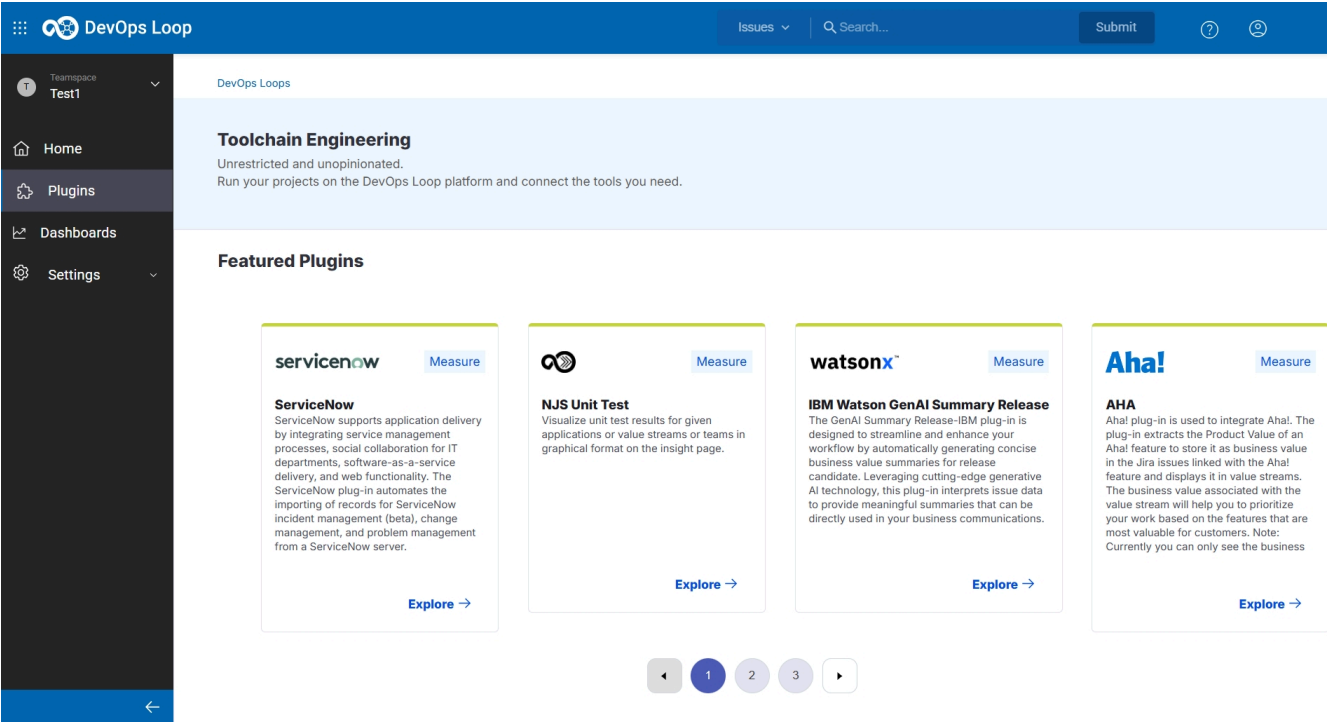 DevOps Loop
Issues
Search...
Submit
T
Teamspace
Test1
Home
Plugins
Dashboards
Settings
DevOps Loops
Toolchain Engineering
Unrestricted and unopinionated.
Run your projects on the DevOps Loop platform and connect the tools you need.
Featured Plugins
servicenow
Measure
ServiceNow
ServiceNow supports application delivery
by integrating service management
processes, social collaboration for IT
departments, software-as-a-service
delivery, and web functionality. The
ServiceNow plug-in automates the
importing of records for ServiceNow
incident management (beta), change
management, and problem management
from a ServiceNow server.
Explore →
Measure
NJS Unit Test
Visualize unit test results for given
applications or value streams or teams in
graphical format on the insight page.
Explore →
watsonx™
Measure
IBM Watson GenAI Summary Release
The GenAI Summary Release-IBM plug-in is
designed to streamline and enhance your
workflow by automatically generating concise
business value summaries for release
candidate. Leveraging cutting-edge generative
AI technology, this plug-in interprets issue data
to provide meaningful summaries that can be
directly used in your business communications.
Explore →
Aha!
Measure
AHA
Aha! plug-in is used to integrate Aha!. The
plug-in extracts the Product Value of an
Aha! feature to store it as business value
in the Jira issues linked with the Aha!
feature and displays it in value streams.
The business value associated with the
value stream will help you to prioritize
your work based on the features that are
most valuable for customers. Note:
Currently you can only see the business
Explore →
1
2
3